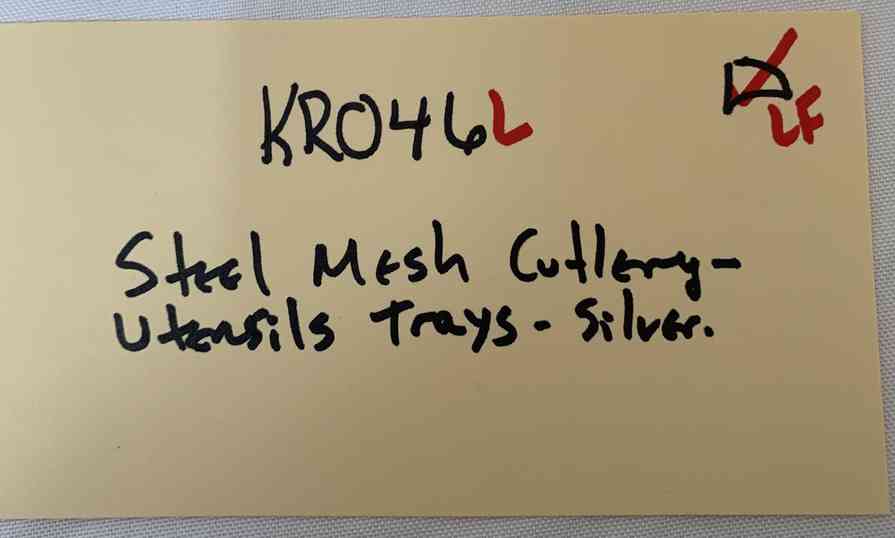 KR046L
LF
Steel Mesh Cutlery-
Utensils Trays - Silver.